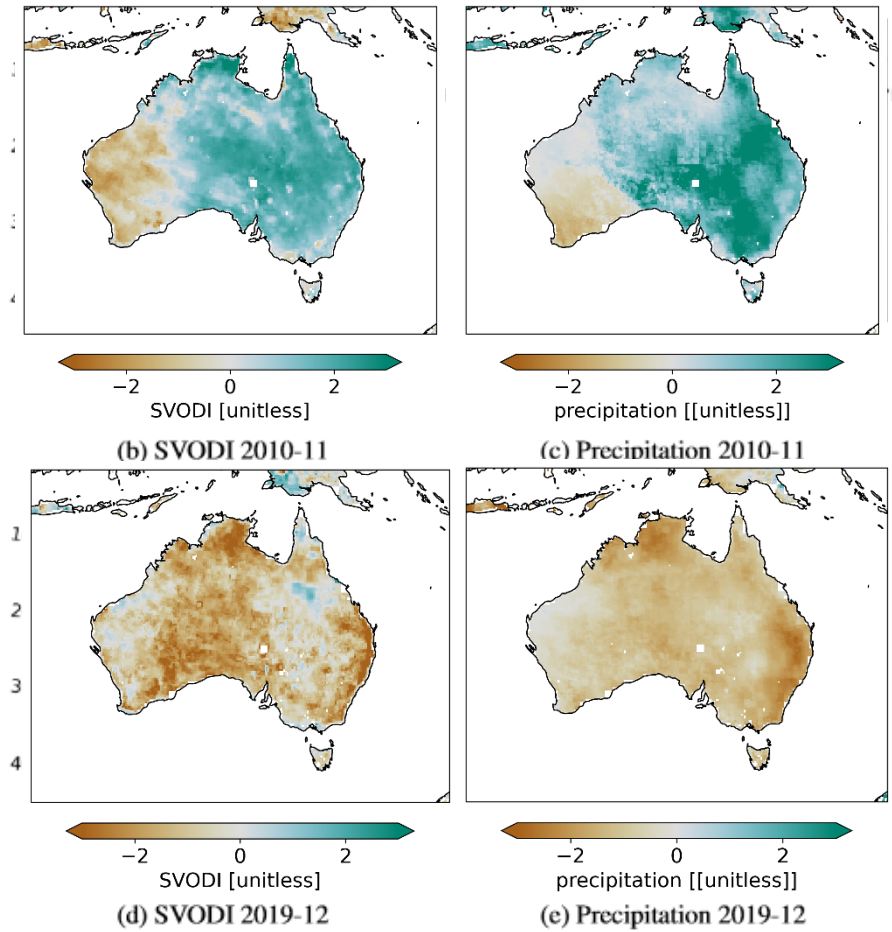 −2 0 2
SVODI [unitless]
(b) SVODI 2010-11
−2 0 2
precipitation [[unitless]]
(c) Precipitation 2010-11
1
2
3
4
−2 0 2
SVODI [unitless]
(d) SVODI 2019-12
−2 0 2
precipitation [[unitless]]
(e) Precipitation 2019-12